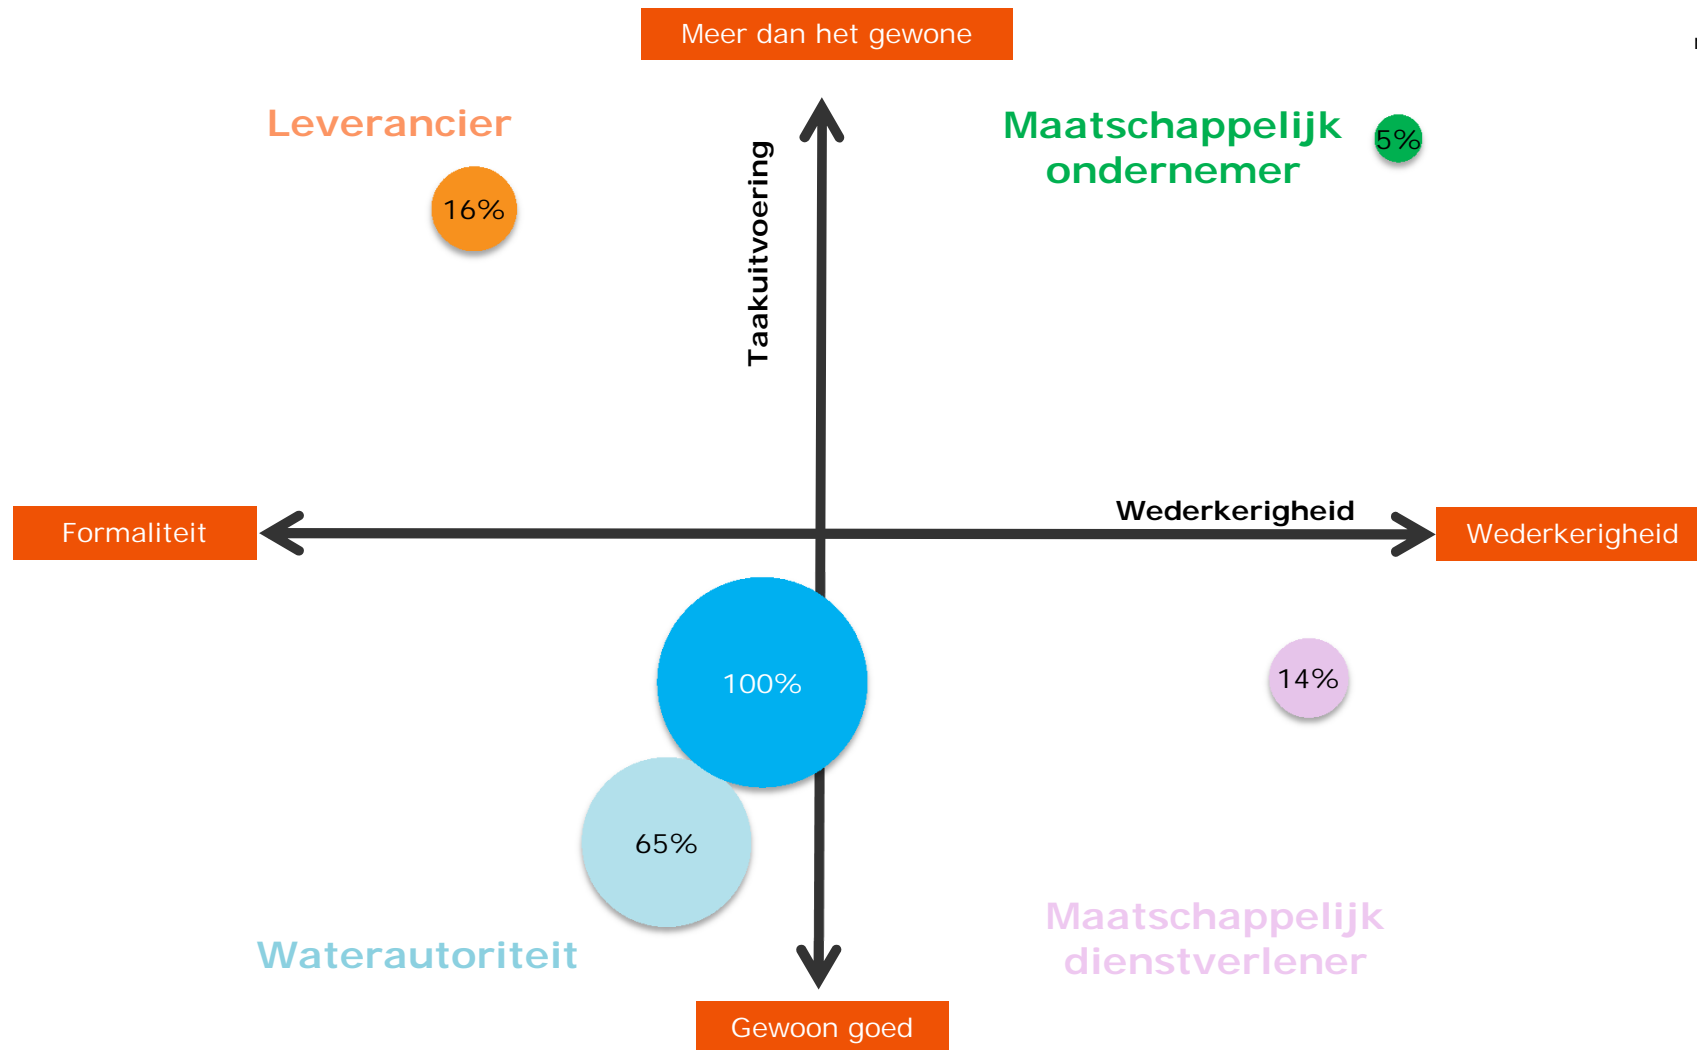 Meer dan het gewone
Leverancier
Maatschappelijk
ondernemer
5%
16%
Taakuitvoering
Wederkerigheid
Formaliteit
Wederkerigheid
100%
14%
65%
Waterautoriteit
Maatschappelijk
dienstverlener
Gewoon goed